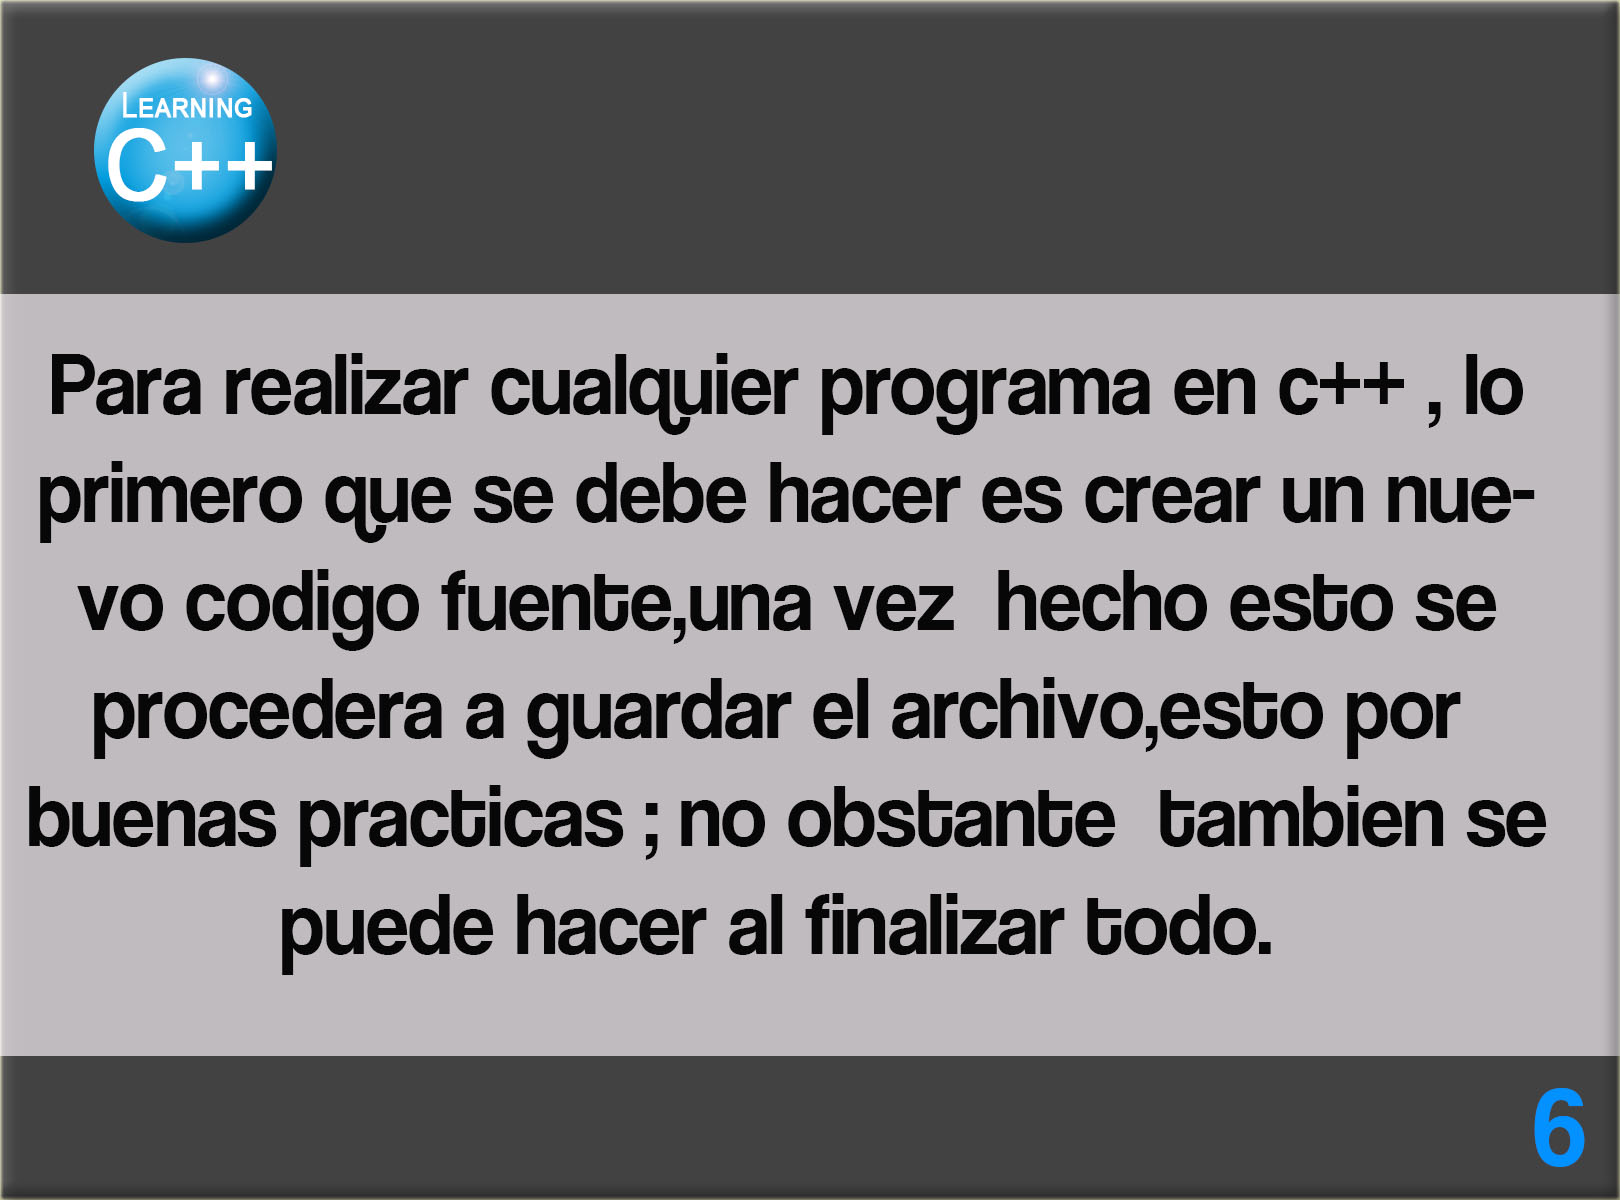 LEARNING
C++
Para realizar cualquier programa en c++ , lo
primero que se debe hacer es crear un nue-
vo codigo fuente,una vez  hecho esto se
procedera a guardar el archivo,esto por
buenas practicas ; no obstante  tambien se
puede hacer al finalizar todo.
6